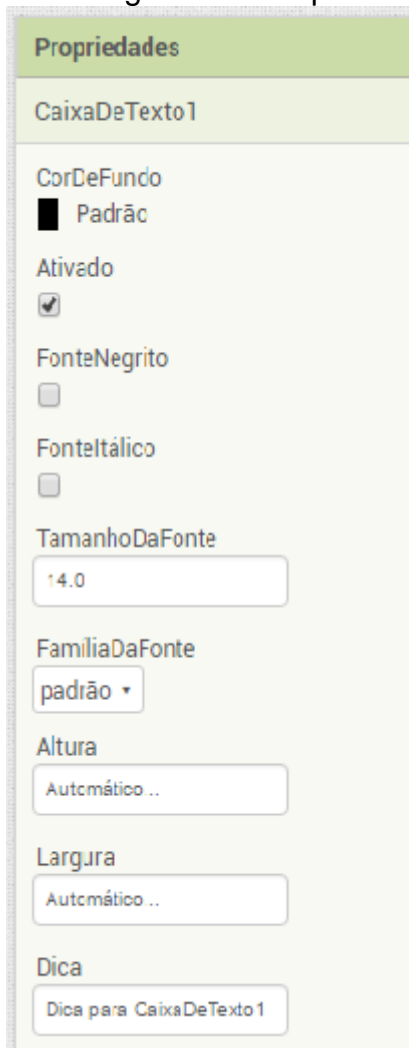 Propriedades
CaixaDeTexto1
CorDeFundo
Padrão
Ativado
FonteNegrito
FonteItálico
TamanhoDaFonte
14.0
FamíliaDaFonte
padrão
Altura
Automático ..
Largura
Automático ..
Dica
Dica para CaixaDeTexto1